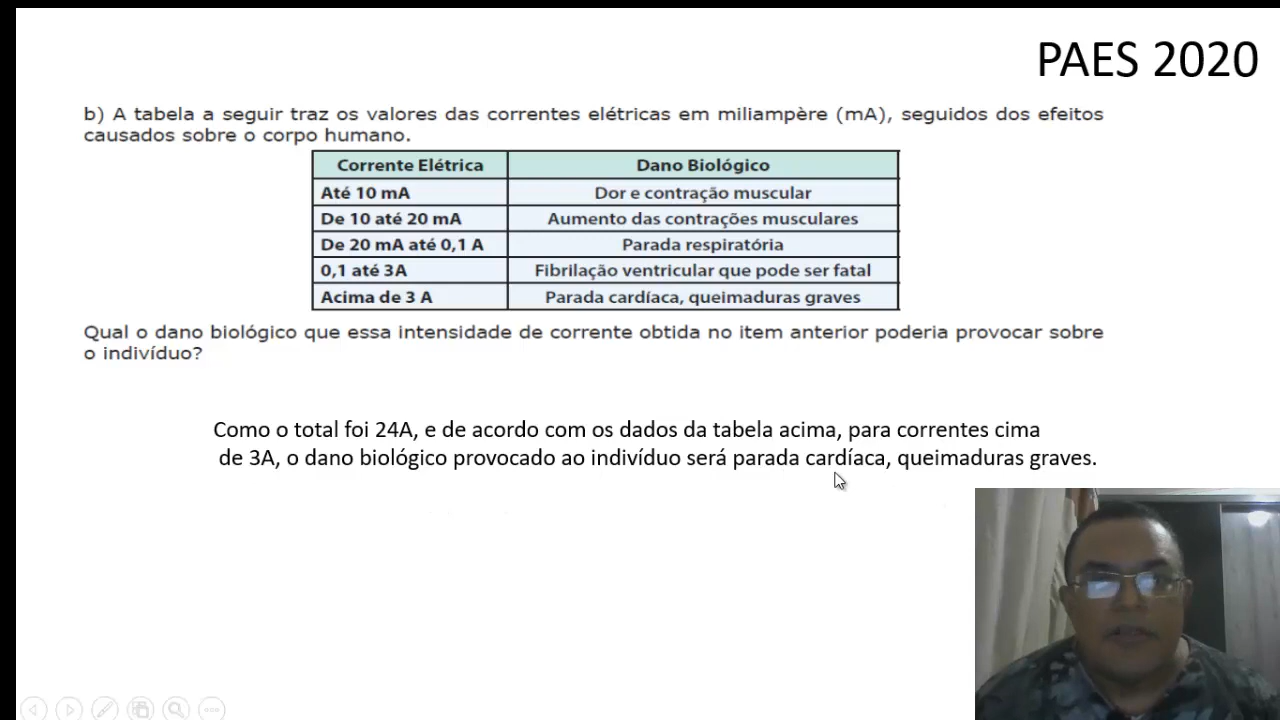 PAES 2020
b) A tabela a seguir traz os valores das correntes elétricas em miliampère (mA), seguidos dos efeitos
causados sobre o corpo humano.
Corrente Elétrica Dano Biológico
Até 10 mA Dor e contração muscular
De 10 até 20 mA Aumento das contrações musculares
De 20 mA até 0,1 A Parada respiratória
0,1 até 3A Fibrilação ventricular que pode ser fatal
Acima de 3 A Parada cardíaca, queimaduras graves
Qual o dano biológico que essa intensidade de corrente obtida no item anterior poderia provocar sobre
o indivíduo?
Como o total foi 24A, e de acordo com os dados da tabela acima, para correntes cima
de 3A, o dano biológico provocado ao indivíduo será parada cardíaca, queimaduras graves.